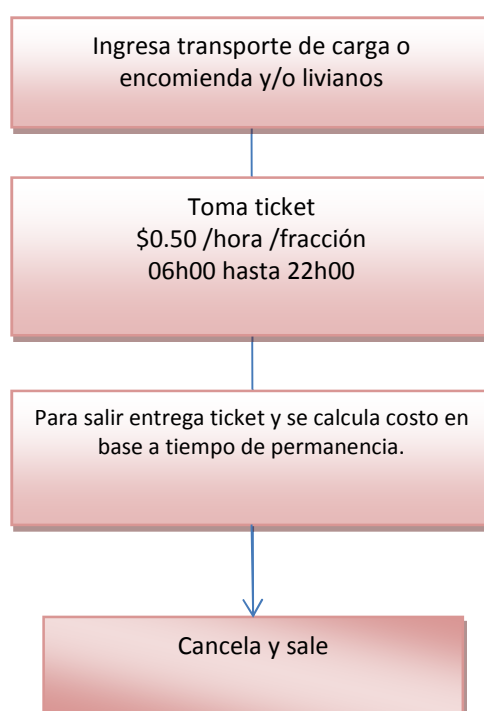 Ingresa transporte de carga o
encomienda y/o livianos
Toma ticket
$0.50 /hora /fracción
06h00 hasta 22h00
Para salir entrega ticket y se calcula costo en
base a tiempo de permanencia.
Cancela y sale